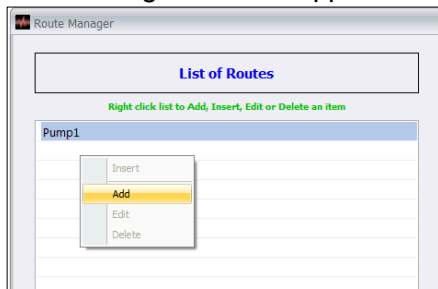 Route Manager
List of Routes
Right click list to Add, Insert, Edit or Delete an item
Pump1
Insert
Add
Edit
Delete